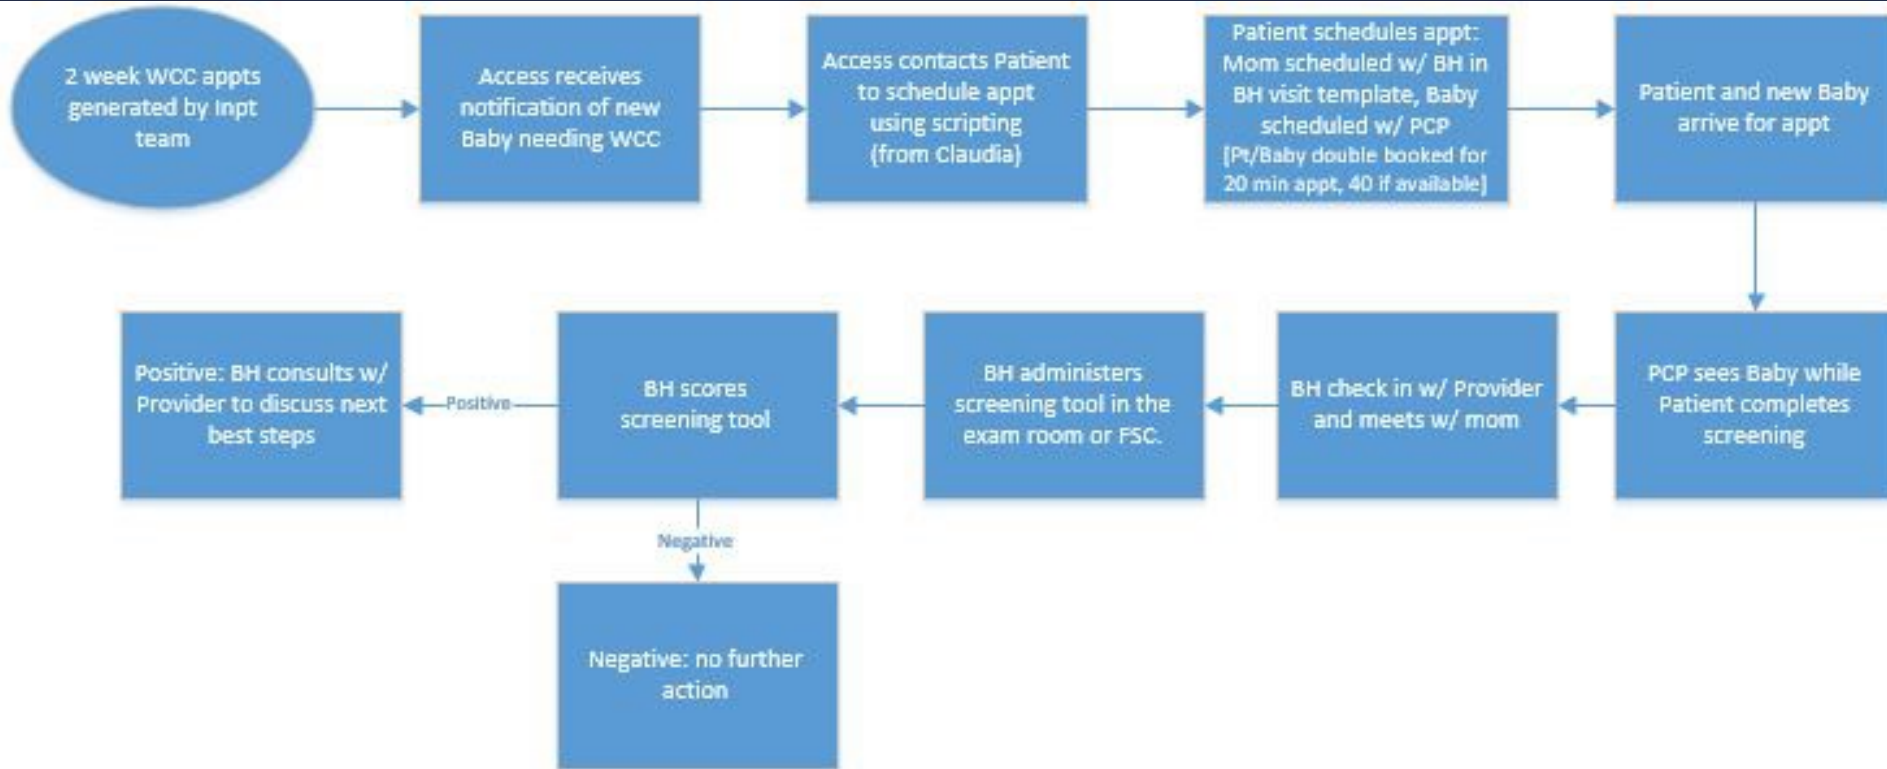 2 week WCC appts
generated by Inpt
team
Access receives
notification of new
Baby needing WCC
Access contacts Patient
to schedule appt
using scripting
(from Claudia)
Patient schedules appt:
Mom scheduled w/ BH in
BH visit template, Baby
scheduled w/ PCP
[Pt/Baby double booked for
20 min appt, 40 if available]
Patient and new Baby
arrive for appt
PCP sees Baby while
Patient completes
screening
BH check in w/ Provider
and meets w/ mom
BH administers
screening tool in the
exam room or FSC.
BH scores
screening tool
Positive
Positive: BH consults w/
Provider to discuss next
best steps
Negative
Negative: no further
action